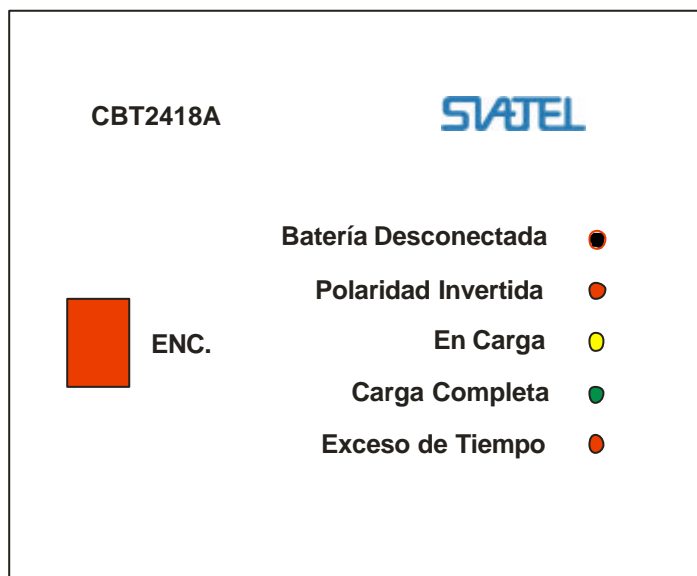 CBT2418A
SIATEL
Batería Desconectada
Polaridad Invertida
ENC.
En Carga
Carga Completa
Exceso de Tiempo